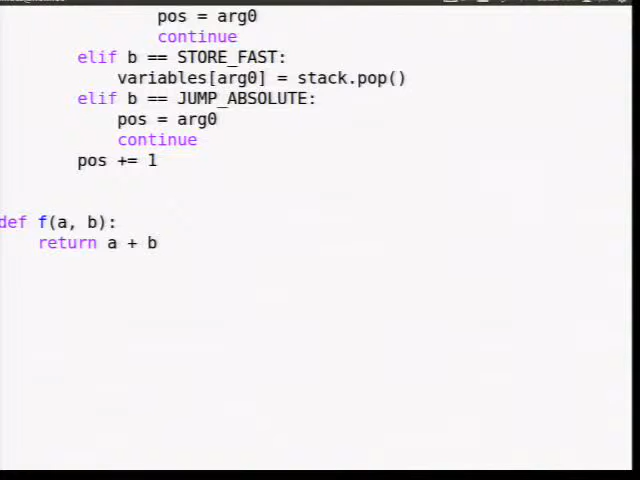 pos = arg0
continue
elif b == STORE_FAST:
variables[arg0] = stack.pop()
elif b == JUMP_ABSOLUTE:
pos = arg0
continue
pos += 1
def f(a, b):
return a + b